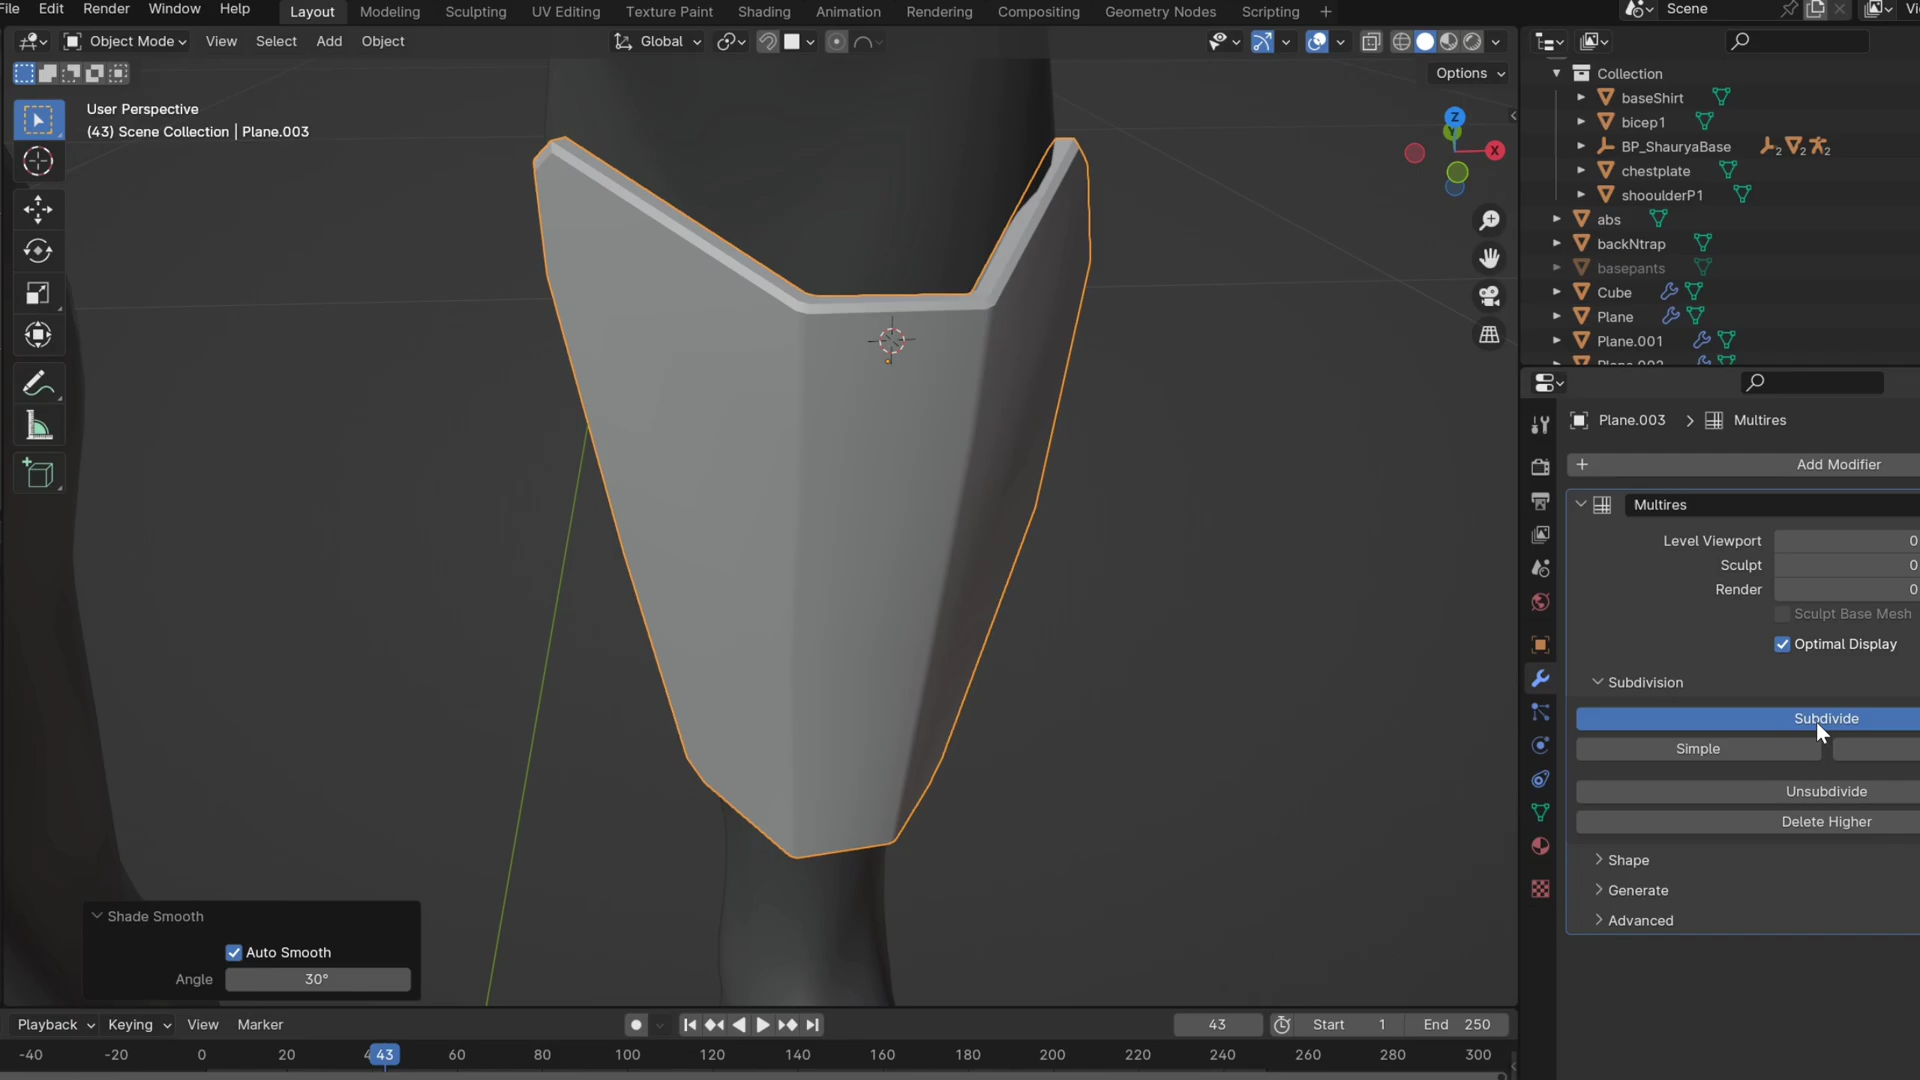 File Edit Render Window Help Layout Modeling Sculpting UV Editing Texture Paint Shading Animation Rendering Compositing Geometry Nodes Scripting + Scene
Object Mode View Select Add Object Global
Options
User Perspective
(43) Scene Collection | Plane.003
Z
Y
X
Collection
baseShirt
bicep1
BP_ShauryaBase 2 2 2
chestplate
shooulderP1
abs
backNtrap
basepants
Cube
Plane
Plane.001
Plane.002
Plane.003 > Multires
+ Add Modifier
Multires
Level Viewport 0
Sculpt 0
Render 0
Sculpt Base Mesh
Optimal Display
Subdivision
Subdivide
Simple
Unsubdivide
Delete Higher
Shape
Generate
Advanced
Shade Smooth
Auto Smooth
Angle 30°
Playback Keying View Marker 43 Start 1 End 250
-40 -20 0 20 43 60 80 100 120 140 160 180 200 220 240 260 280 300